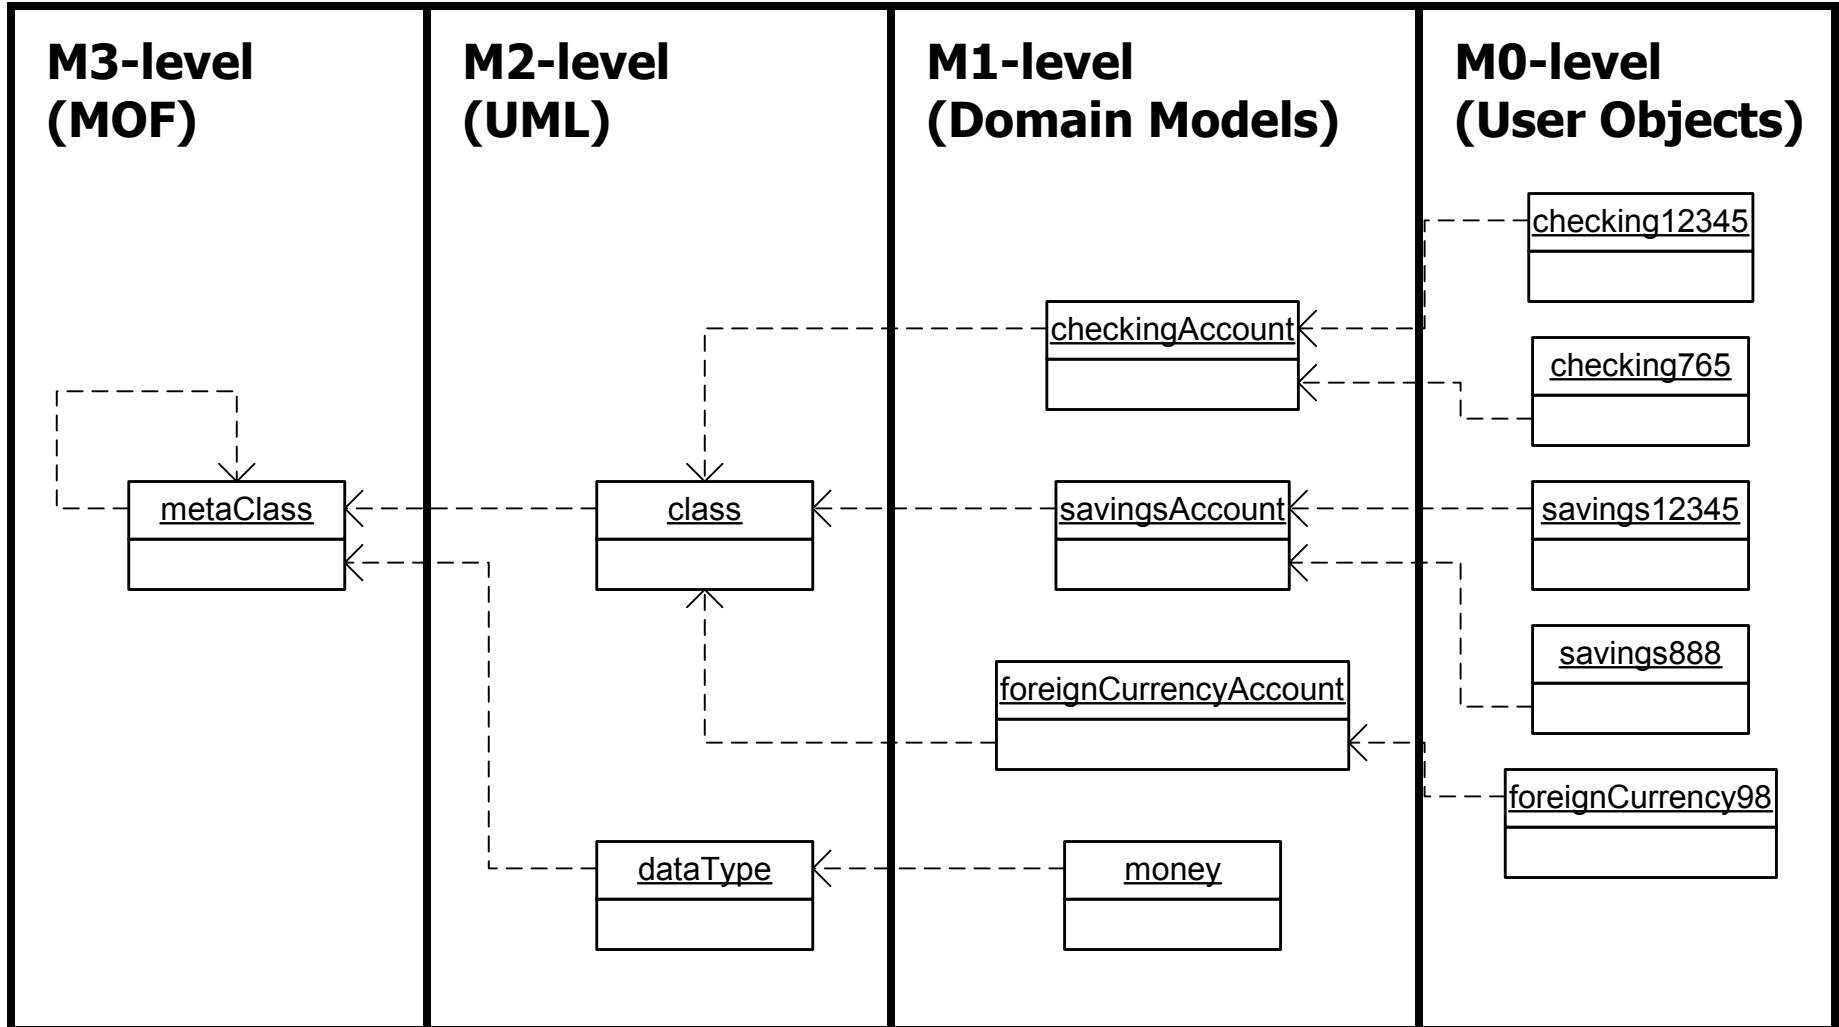 M3-level
(MOF)
M2-level
(UML)
M1-level
(Domain Models)
M0-level
(User Objects)
metaClass
class
dataType
checkingAccount
savingsAccount
foreignCurrencyAccount
money
checking12345
checking765
savings12345
savings888
foreignCurrency98